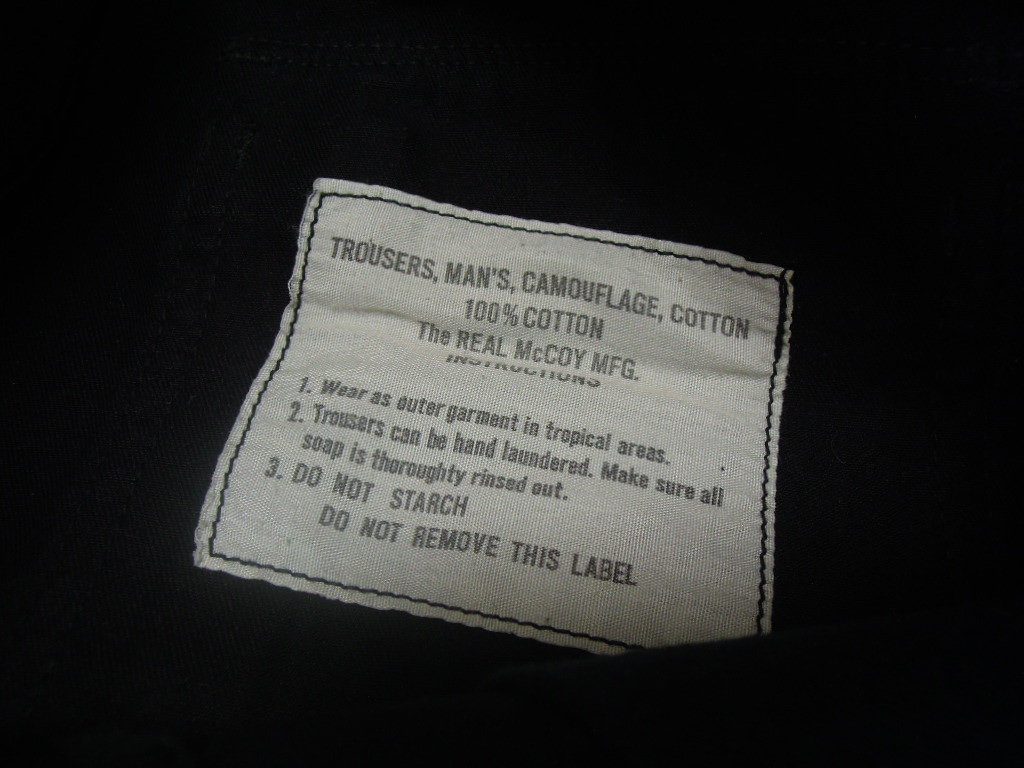 TROUSERS, MAN'S, CAMOUFLAGE, COTTON
100% COTTON
The REAL McCOY MFG.
INSTRUCTIONS
1. Wear as outer garment in tropical areas.
2. Trousers can be hand laundered. Make sure all
soap is thoroughty rinsed out.
3. DO NOT STARCH
DO NOT REMOVE THIS LABEL